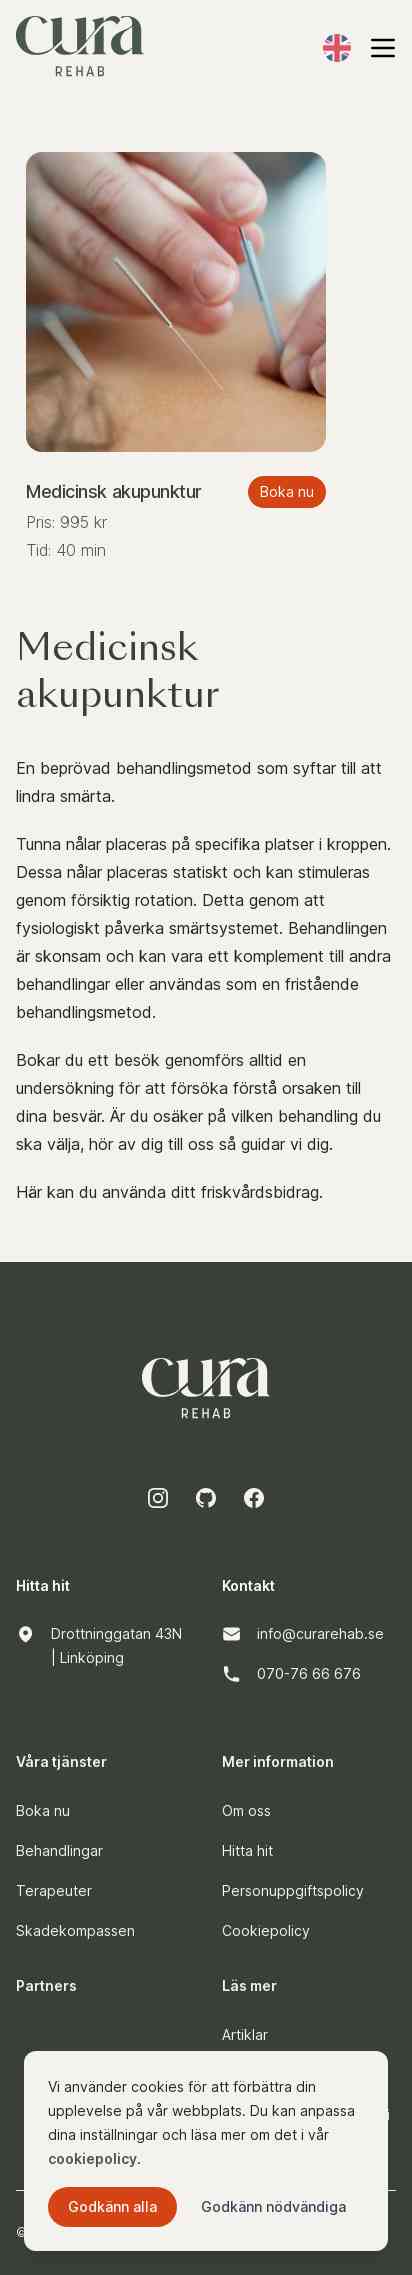 cura
REHAB
Medicinsk akupunktur
Boka nu
Pris: 995 kr
Tid: 40 min
Medicinsk
akupunktur
En beprövad behandlingsmetod som syftar till att
lindra smärta.
Tunna nålar placeras på specifika platser i kroppen.
Dessa nålar placeras statiskt och kan stimuleras
genom försiktig rotation. Detta genom att
fysiologiskt påverka smärtsystemet. Behandlingen
är skonsam och kan vara ett komplement till andra
behandlingar eller användas som en fristående
behandlingsmetod.
Bokar du ett besök genomförs alltid en
undersökning för att försöka förstå orsaken till
dina besvär. Är du osäker på vilken behandling du
ska välja, hör av dig till oss så guidar vi dig.
Här kan du använda ditt friskvårdsbidrag.
cura
REHAB
Hitta hit
Drottninggatan 43N
| Linköping
Kontakt
info@curarehab.se
070-76 66 676
Våra tjänster
Boka nu
Behandlingar
Terapeuter
Skadekompassen
Mer information
Om oss
Hitta hit
Personuppgiftspolicy
Cookiepolicy
Partners
Läs mer
Artiklar
Vi använder cookies för att förbättra din
upplevelse på vår webbplats. Du kan anpassa
dina inställningar och läsa mer om det i vår
cookiepolicy.
Godkänn alla
Godkänn nödvändiga
©